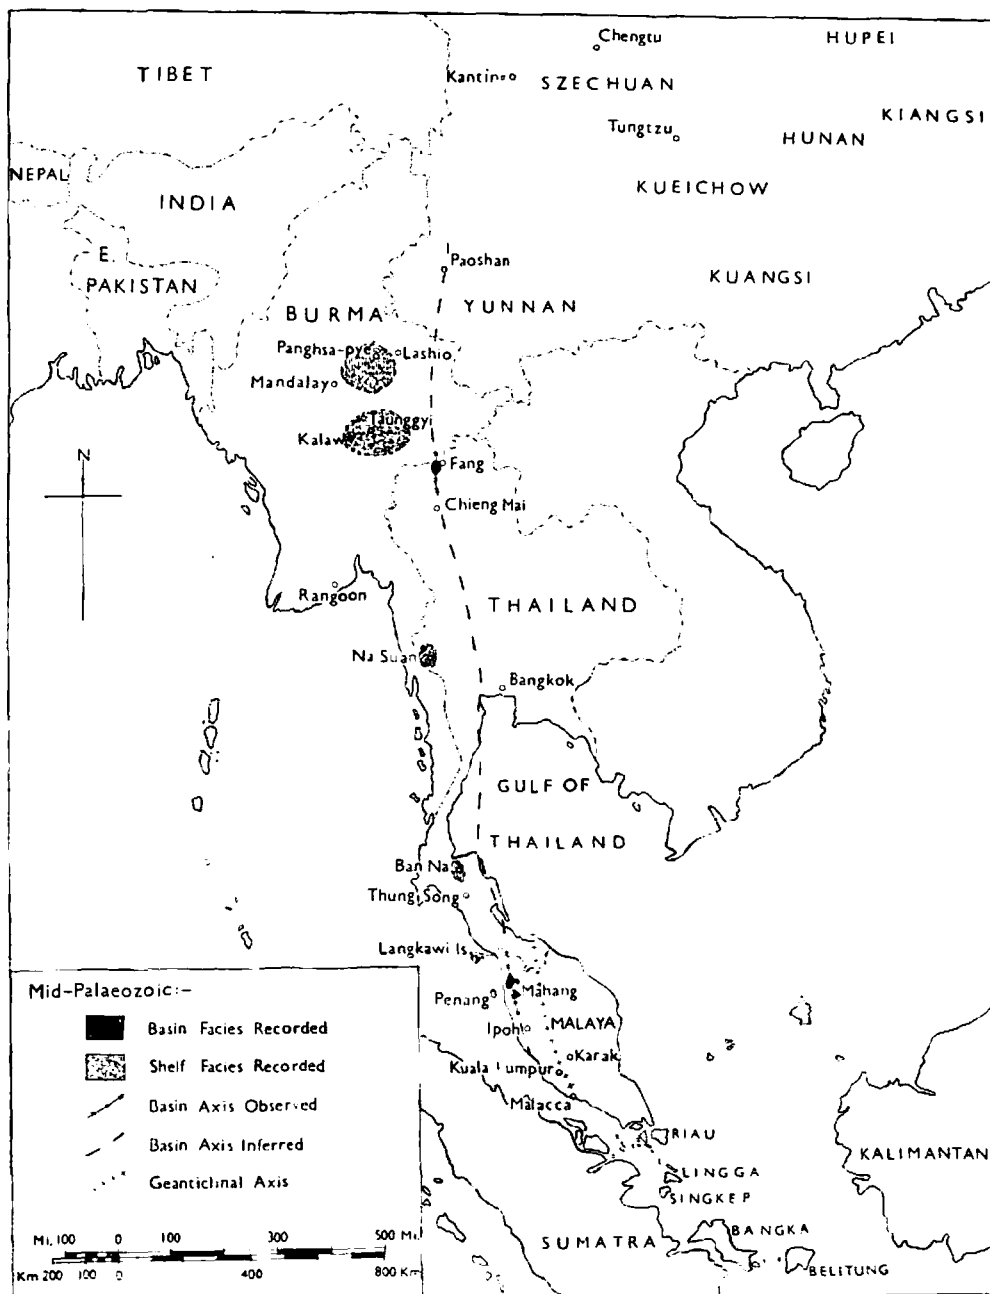 Chengtu
HUPEI
TIBET
SZECHUAN
KIANGSI
Tungtzu
HUNAN
NEPAL
KUEICHOW
INDIA
E.
PAKISTAN
Paoshan
KUANGSI
YUNNAN
BURMA
Panghsa-pye
Lashio
Mandalay
Taunggyi
Kalaw
N
Fang
Chieng Mai
Rangoon
THAILAND
Na Suan
Bangkok
GULF OF
THAILAND
Ban Na
Thung Song
Langkawi Is
Mahang
Penang
MALAYA
Ipoh
Karak
Kuala Lumpur
Malacca
RIAU
KALIMANTAN
LINGGA
SINGKEP
BANGKA
SUMATRA
BELITUNG
Mid-Palaeozoic:-
Basin Facies Recorded
Shelf Facies Recorded
Basin Axis Observed
Basin Axis Inferred
Geanticlinal Axis
Mi. 100 0 100 300 500 Mi.
Km 200 100 0 400 800 Km